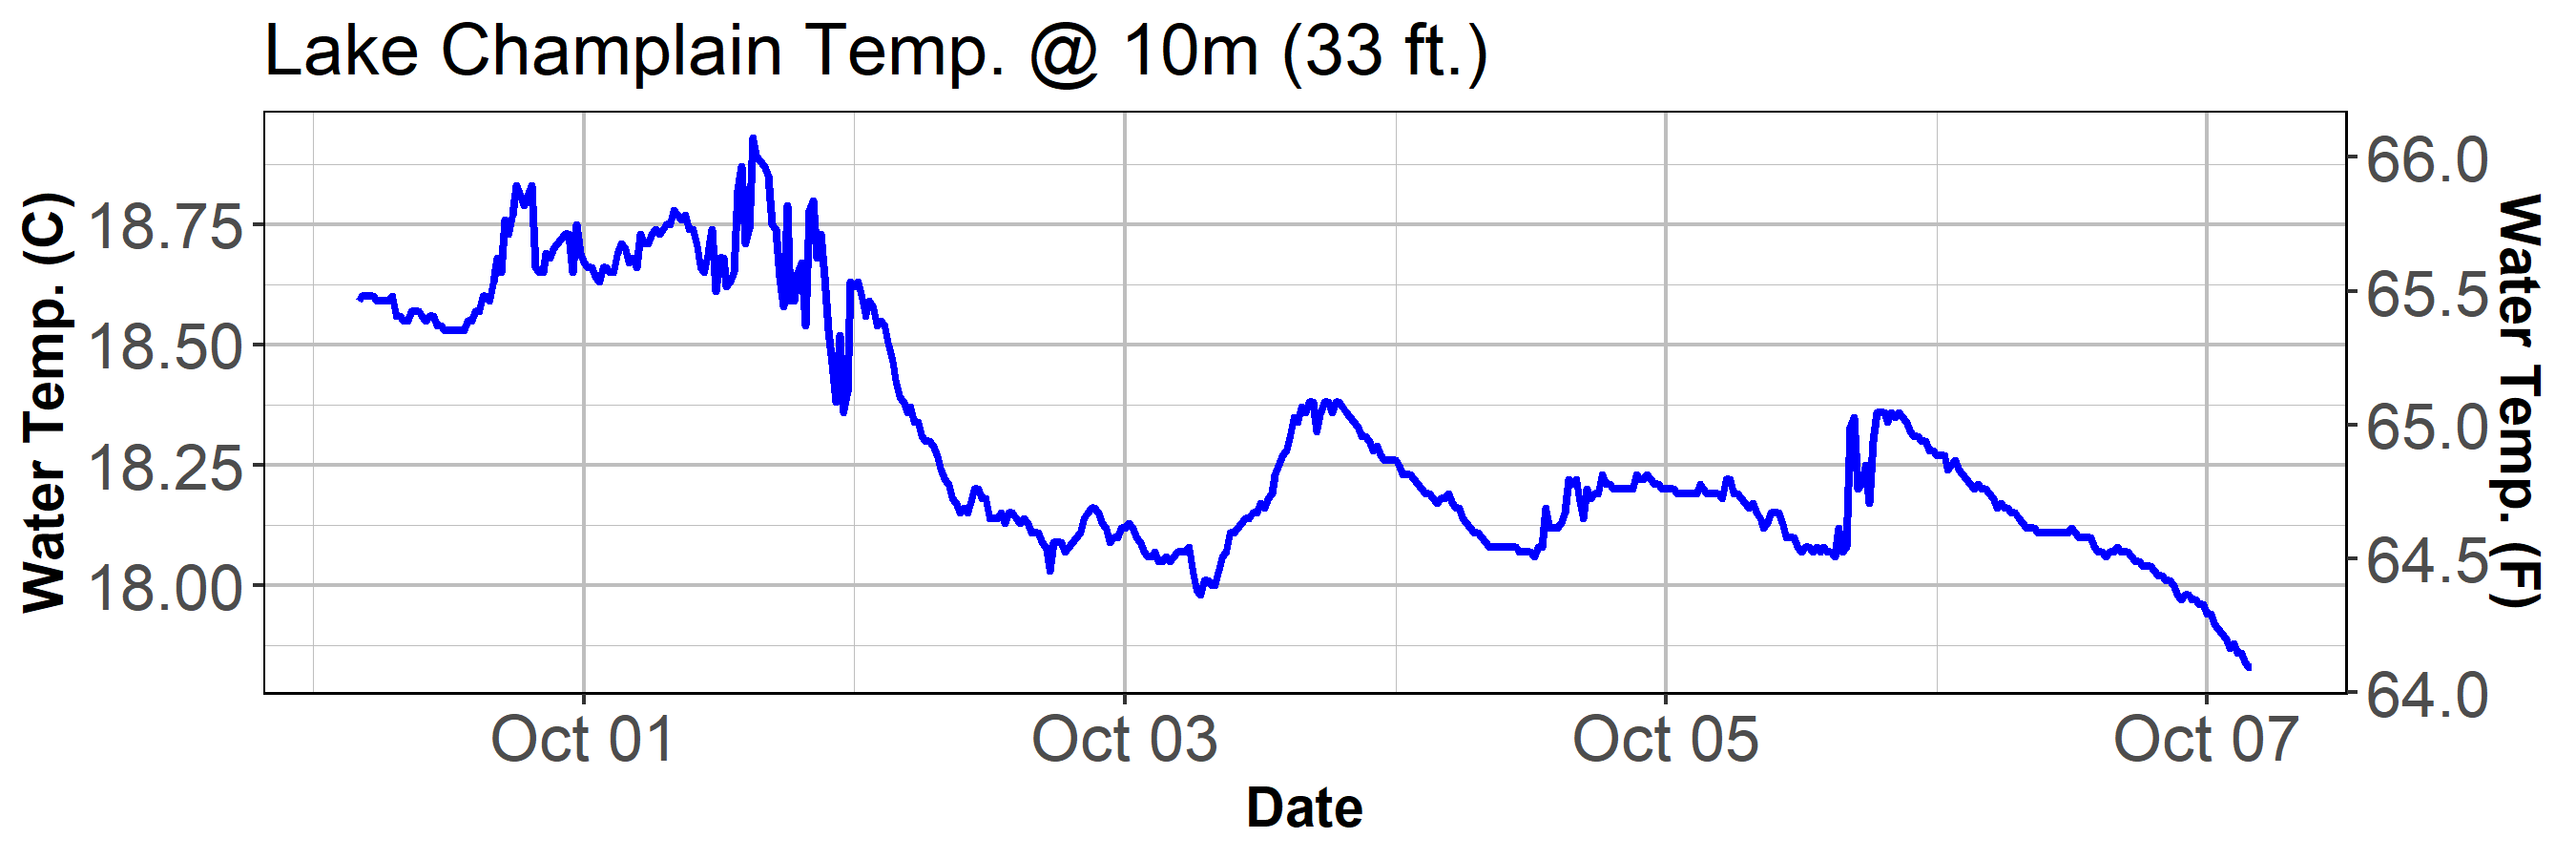 Lake Champlain Temp. @ 10m (33 ft.)
Water Temp. (C)
18.75
18.50
18.25
18.00
66.0
65.5
65.0
64.5
64.0
Water Temp. (F)
Oct 01 Oct 03 Oct 05 Oct 07
Date